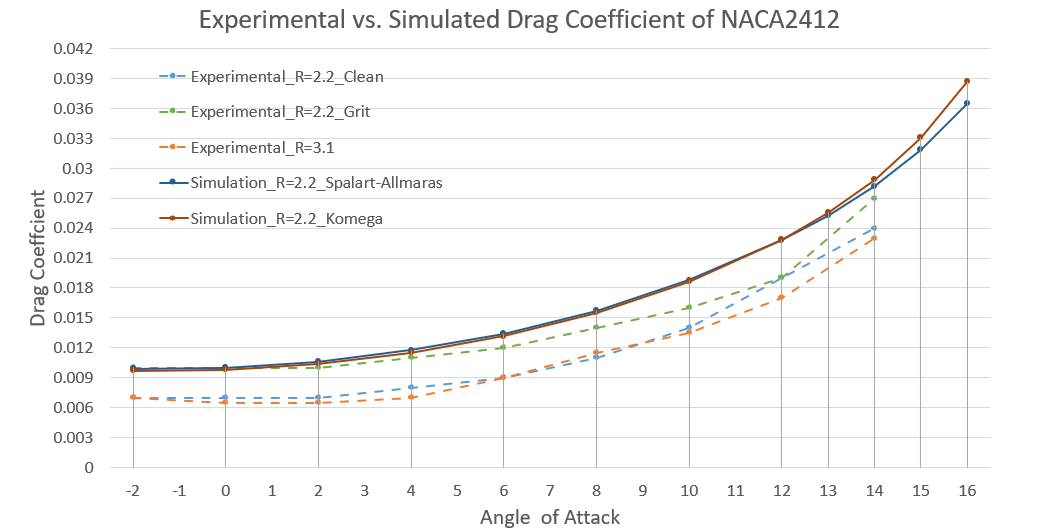 Experimental vs. Simulated Drag Coefficient of NACA2412
0.042
0.039
0.036
0.033
0.03
0.027
0.024
0.021
0.018
0.015
0.012
0.009
0.006
0.003
0
Drag Coeffcient
Experimental_R=2.2_Clean
Experimental_R=2.2_Grit
Experimental_R=3.1
Simulation_R=2.2_Spalart-Allmaras
Simulation_R=2.2_Komega
-2 -1 0 1 2 3 4 5 6 7 8 9 10 11 12 13 14 15 16
Angle of Attack